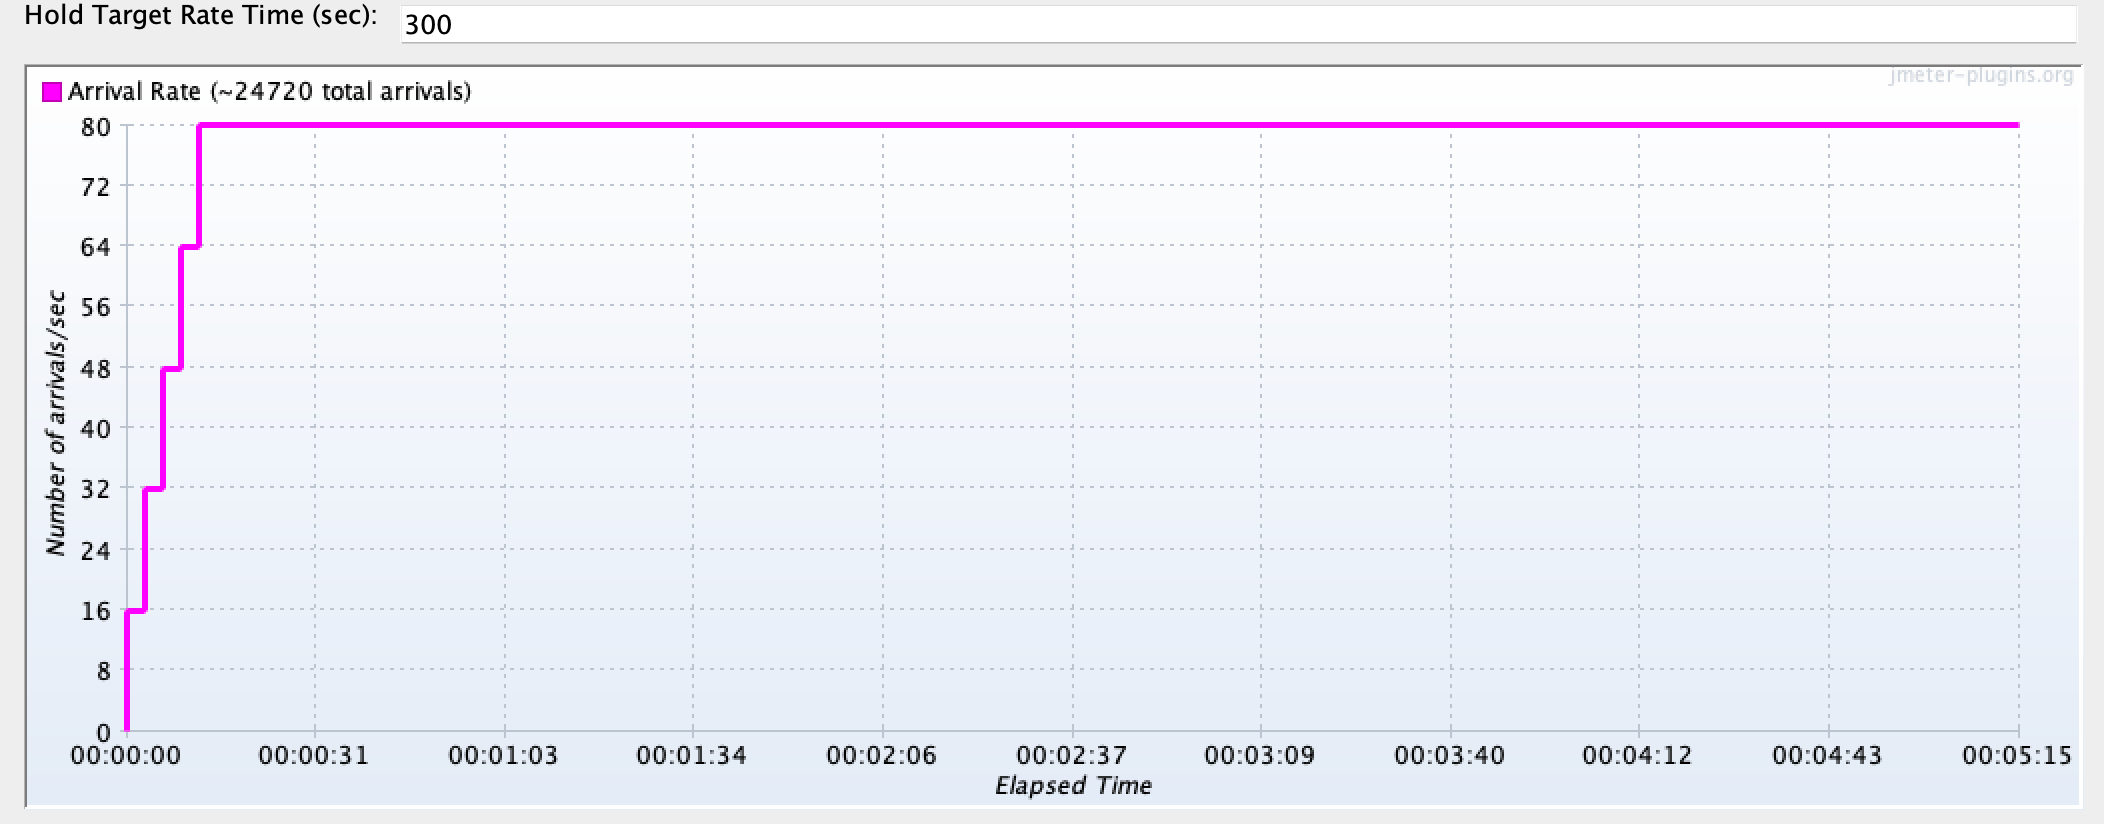 Hold Target Rate Time (sec): 300
jmeter-plugins.org
Arrival Rate (~24720 total arrivals)
80
72
64
56
48
40
32
24
16
8
0
Number of arrivals/sec
00:00:00 00:00:31 00:01:03 00:01:34 00:02:06 00:02:37 00:03:09 00:03:40 00:04:12 00:04:43 00:05:15
Elapsed Time